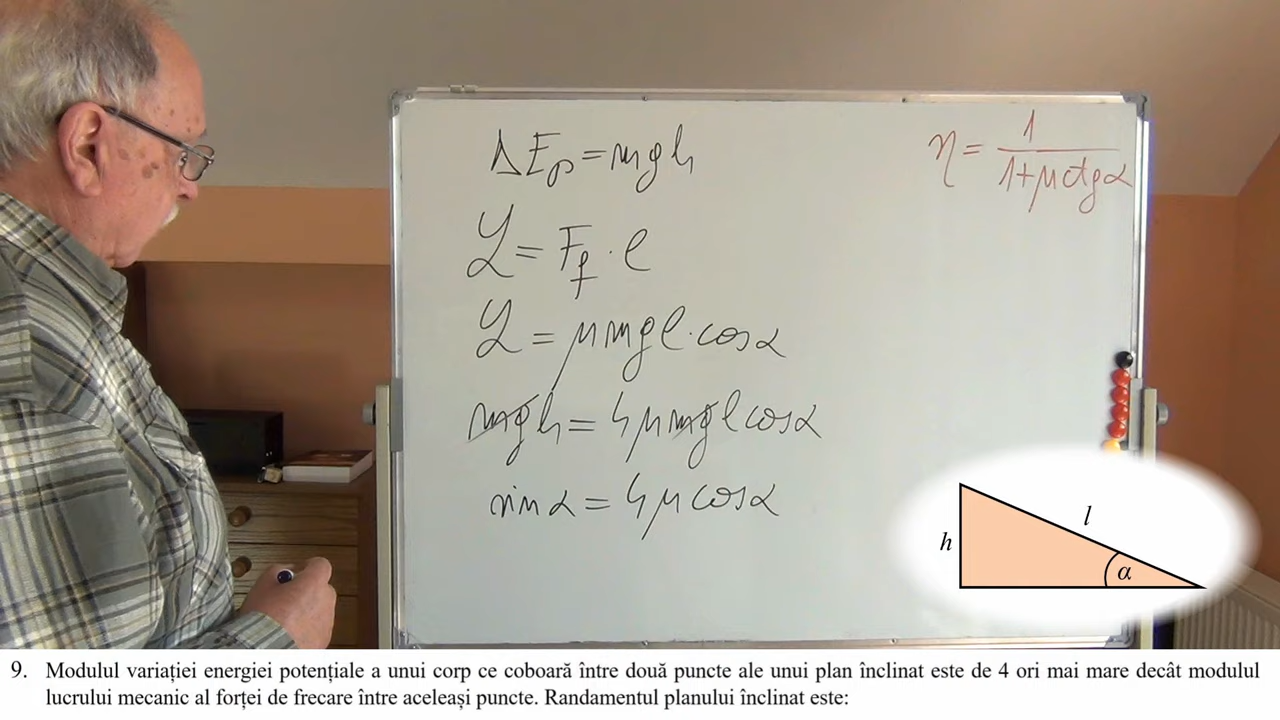 ΔEp = mgh
η = 1 / (1+μctgα)
L = Ff · l
L = μmgl·cosα
mgh = 4μmgl cosα
sinα = 4μcosα
h
l
α
9. Modulul variației energiei potențiale a unui corp ce coboară între două puncte ale unui plan înclinat este de 4 ori mai mare decât modulul
lucrului mecanic al forței de frecare între aceleași puncte. Randamentul planului înclinat este: